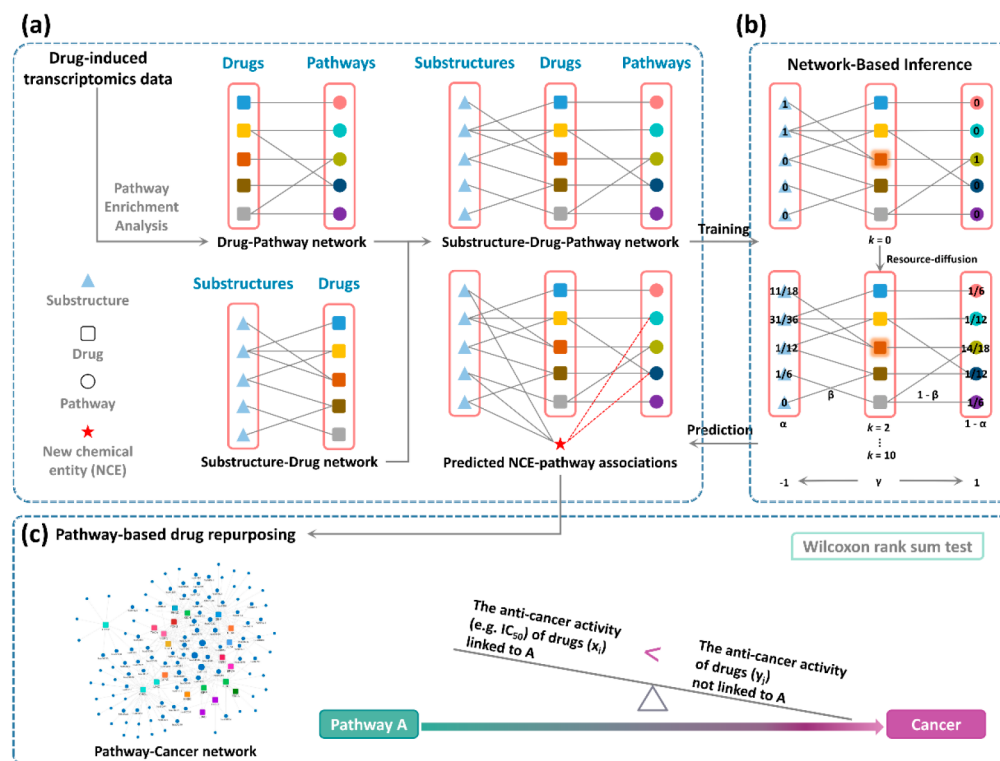 (a)
Drug-induced
transcriptomics data
Drugs
Pathways
Substructures
Drugs
Pathways
Pathway
Enrichment
Analysis
Drug-Pathway network
Substructure-Drug-Pathway network
Training
Substructure
Drug
Pathway
New chemical
entity (NCE)
Substructures
Drugs
Substructure-Drug network
Predicted NCE-pathway associations
Prediction
(b)
Network-Based Inference
1
0
1
0
0
1
0
0
0
0
k = 0
Resource-diffusion
11/18
1/6
31/36
1/12
1/12
14/18
1/6
1/12
0
β
1 - β
1/6
α
k = 2
⋮
k = 10
1 - α
-1
γ
1
(c)
Pathway-based drug repurposing
Wilcoxon rank sum test
The anti-cancer activity
(e.g. IC50) of drugs (xi)
linked to A
<
The anti-cancer activity
of drugs (yj)
not linked to A
Pathway A
Cancer
Pathway-Cancer network